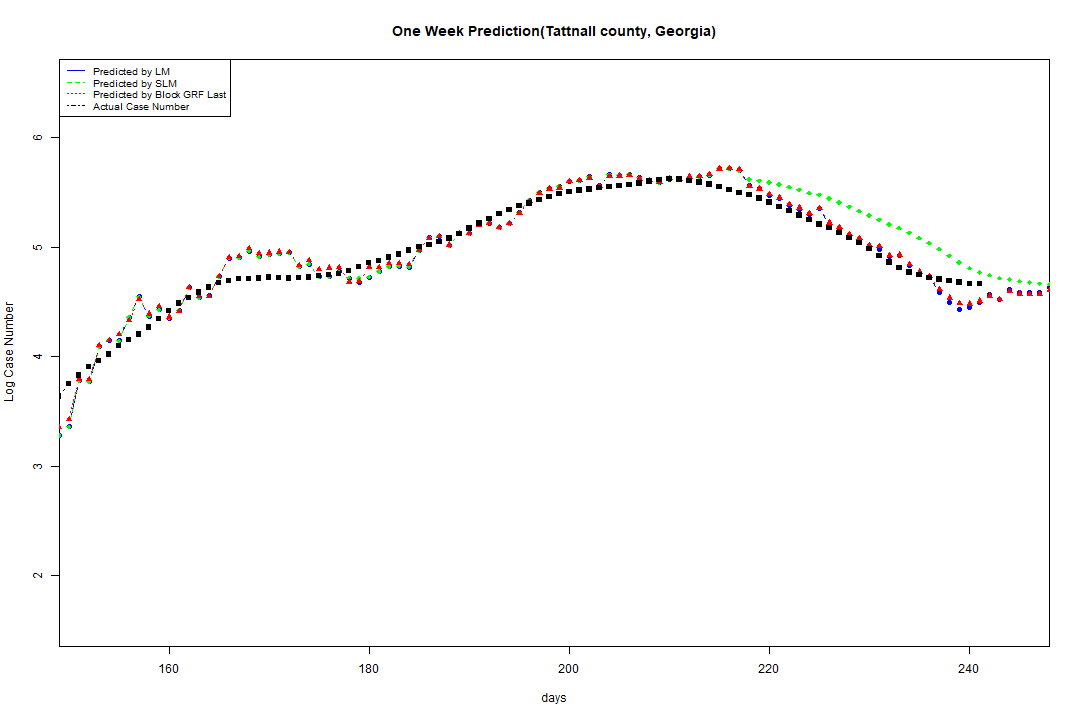 One Week Prediction(Tattnall county, Georgia)
Predicted by LM
Predicted by SLM
Predicted by Block GRF Last
Actual Case Number
6
5
4
3
2
Log Case Number
160 180 200 220 240
days